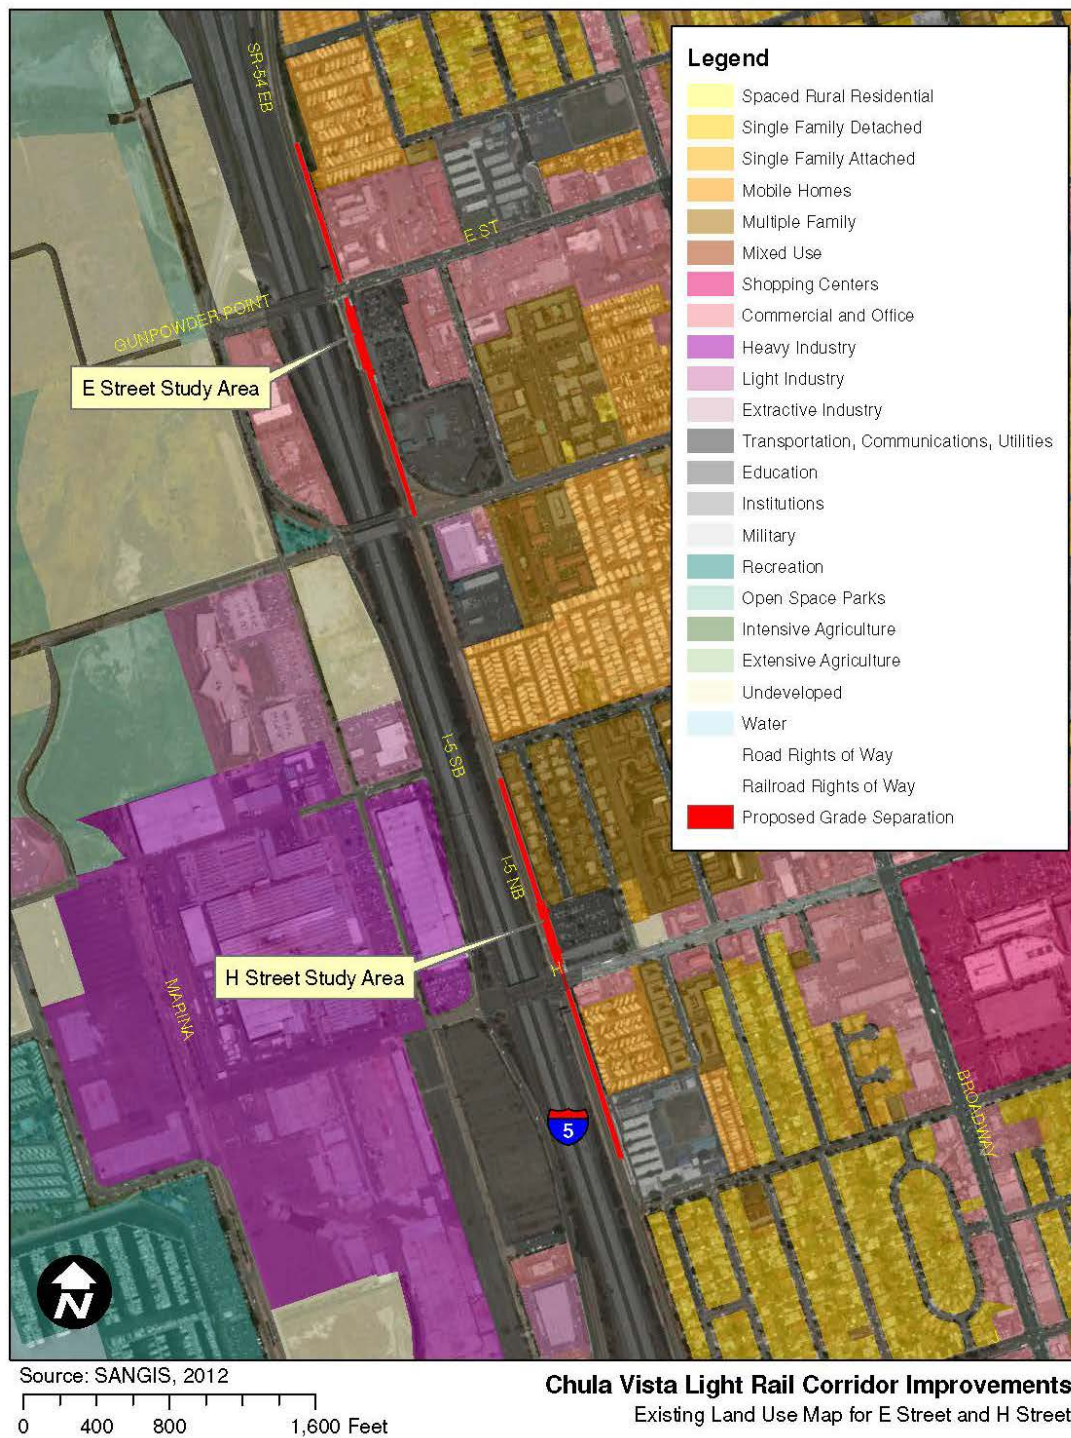 SR-54 EB
Legend
Spaced Rural Residential
Single Family Detached
Single Family Attached
Mobile Homes
Multiple Family
Mixed Use
Shopping Centers
Commercial and Office
Heavy Industry
Light Industry
Extractive Industry
Transportation, Communications, Utilities
Education
Institutions
Military
Recreation
Open Space Parks
Intensive Agriculture
Extensive Agriculture
Undeveloped
Water
Road Rights of Way
Railroad Rights of Way
Proposed Grade Separation
E ST
GUNPOWDER POINT
E Street Study Area
I-5 SB
I-5 NB
H Street Study Area
H
MARINA
BROADWAY
5
N
Source: SANGIS, 2012
0 400 800 1,600 Feet
Chula Vista Light Rail Corridor Improvements
Existing Land Use Map for E Street and H Street